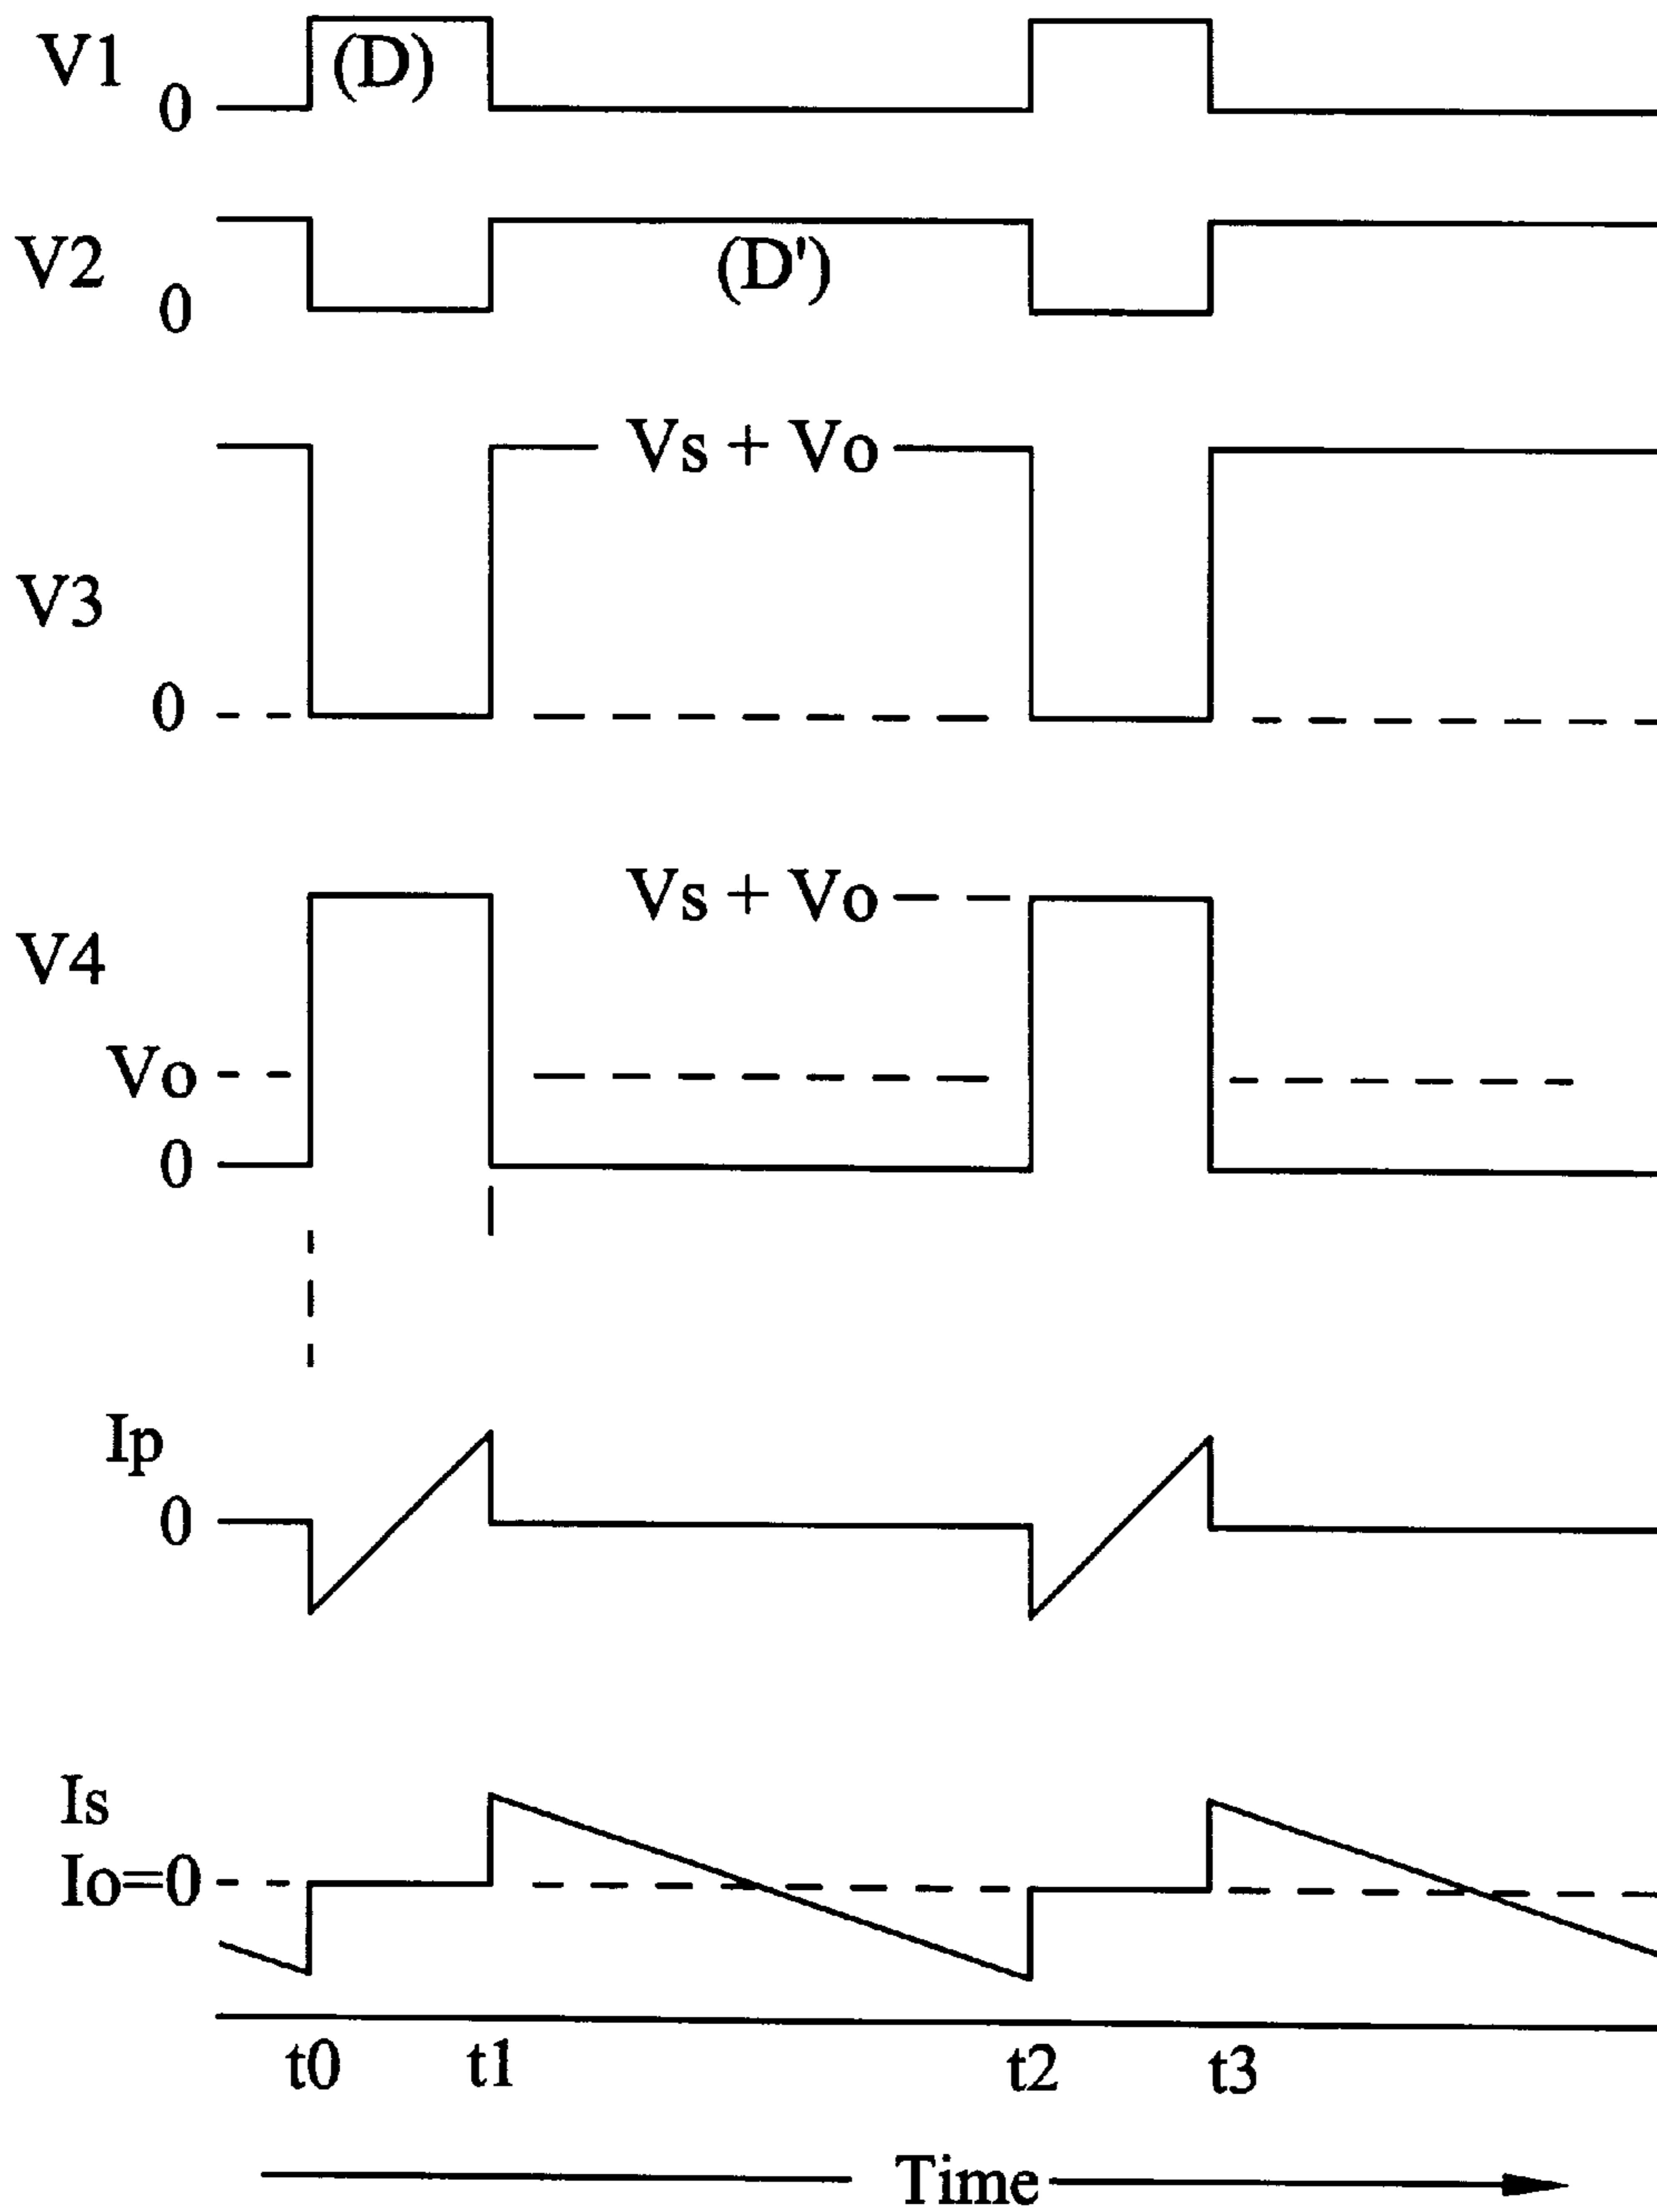 V1
(D)
0
V2
(D')
0
Vs + Vo
V3
0
Vs + Vo
V4
Vo
0
Ip
0
Is
Io=0
t0 t1 t2 t3
Time